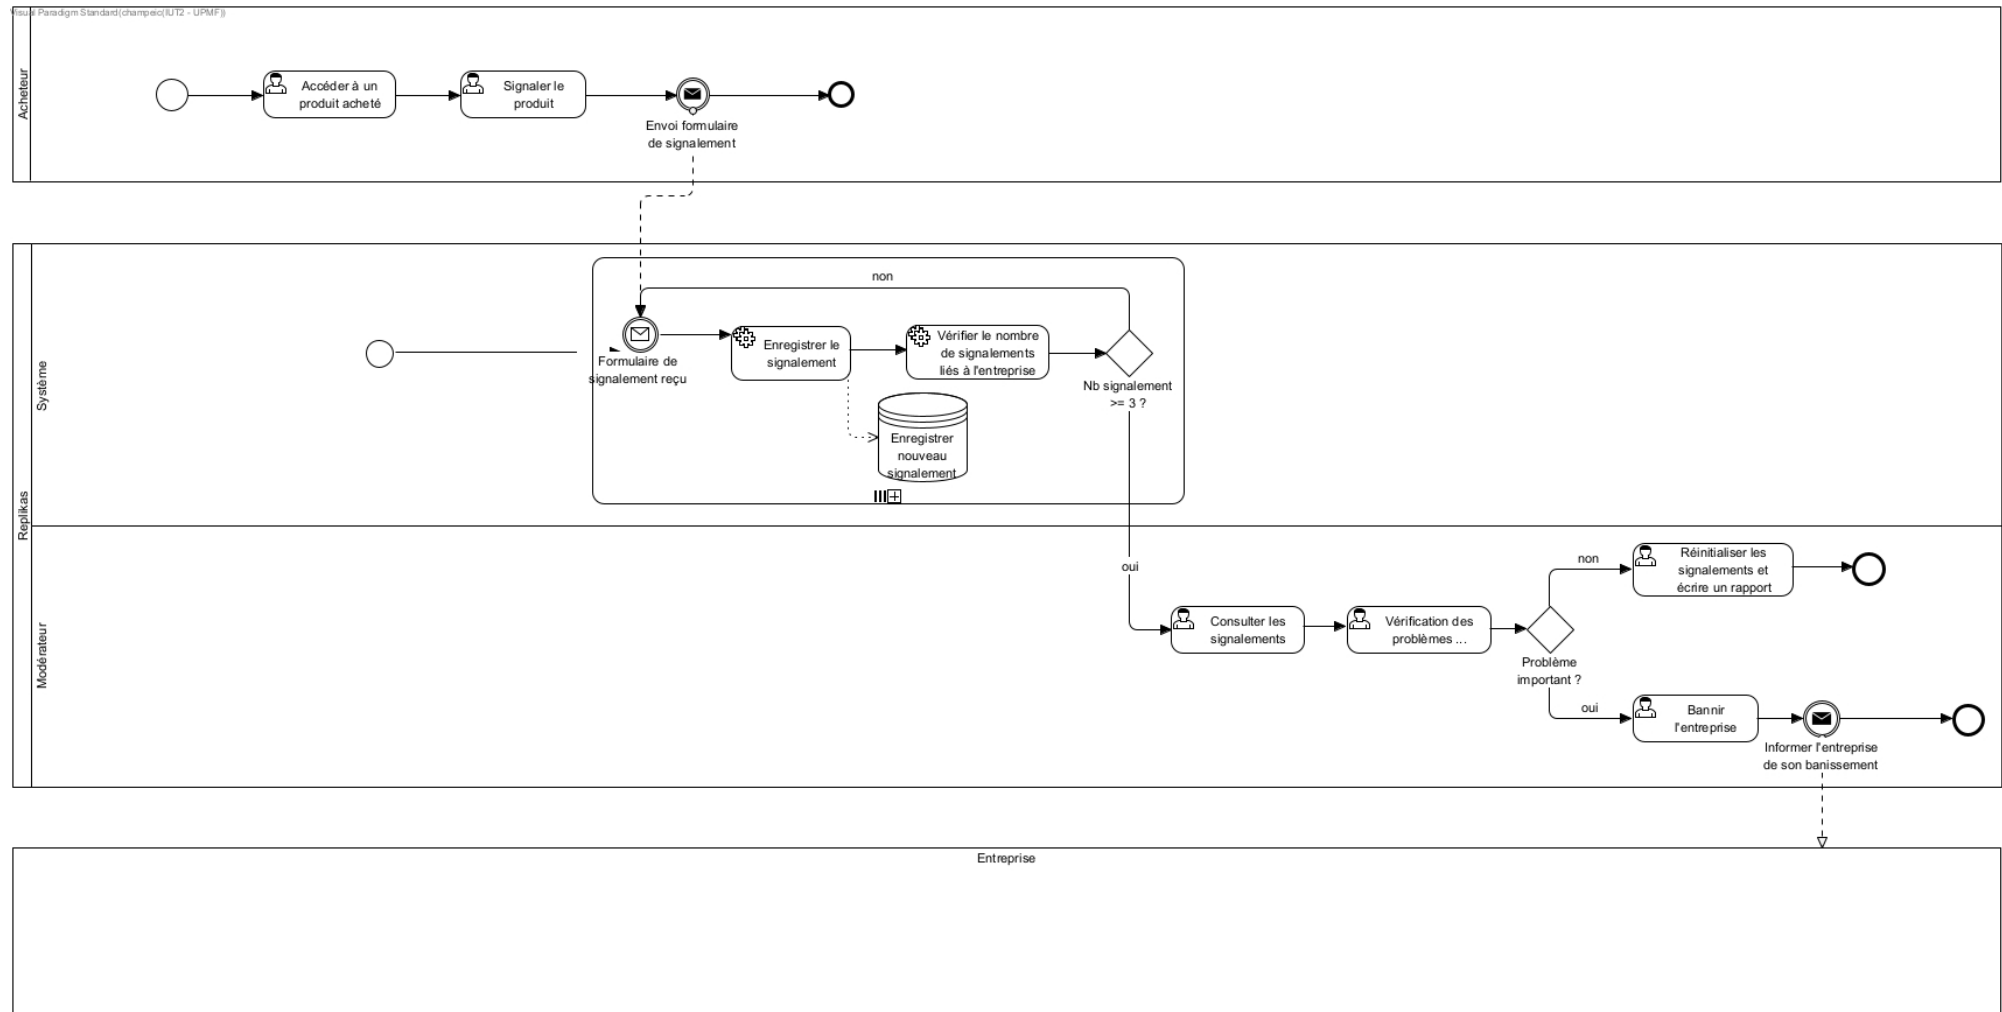 Visual Paradigm Standard(champeic(IUT2 - UPMF))
Acheteur
Accéder à un
produit acheté
Signaler le
produit
Envoi formulaire
de signalement
Replikas
Système
non
Formulaire de
signalement reçu
Enregistrer le
signalement
Vérifier le nombre
de signalements
liés à l'entreprise
Nb signalement
>= 3 ?
Enregistrer
nouveau
signalement
Modérateur
oui
Consulter les
signalements
Vérification des
problèmes ...
Problème
important ?
non
Réinitialiser les
signalements et
écrire un rapport
oui
Bannir
l'entreprise
Informer l'entreprise
de son banissement
Entreprise